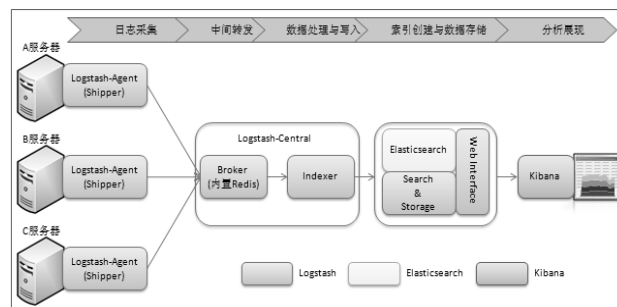 日志采集
中间转发
数据处理与写入
索引创建与数据存储
分析展现
A服务器
Logstash-Agent
(Shipper)
B服务器
Logstash-Agent
(Shipper)
C服务器
Logstash-Agent
(Shipper)
Logstash-Central
Broker
(内置Redis)
Indexer
Elasticsearch
Search
&
Storage
Web Interface
Kibana
Logstash
Elasticsearch
Kibana